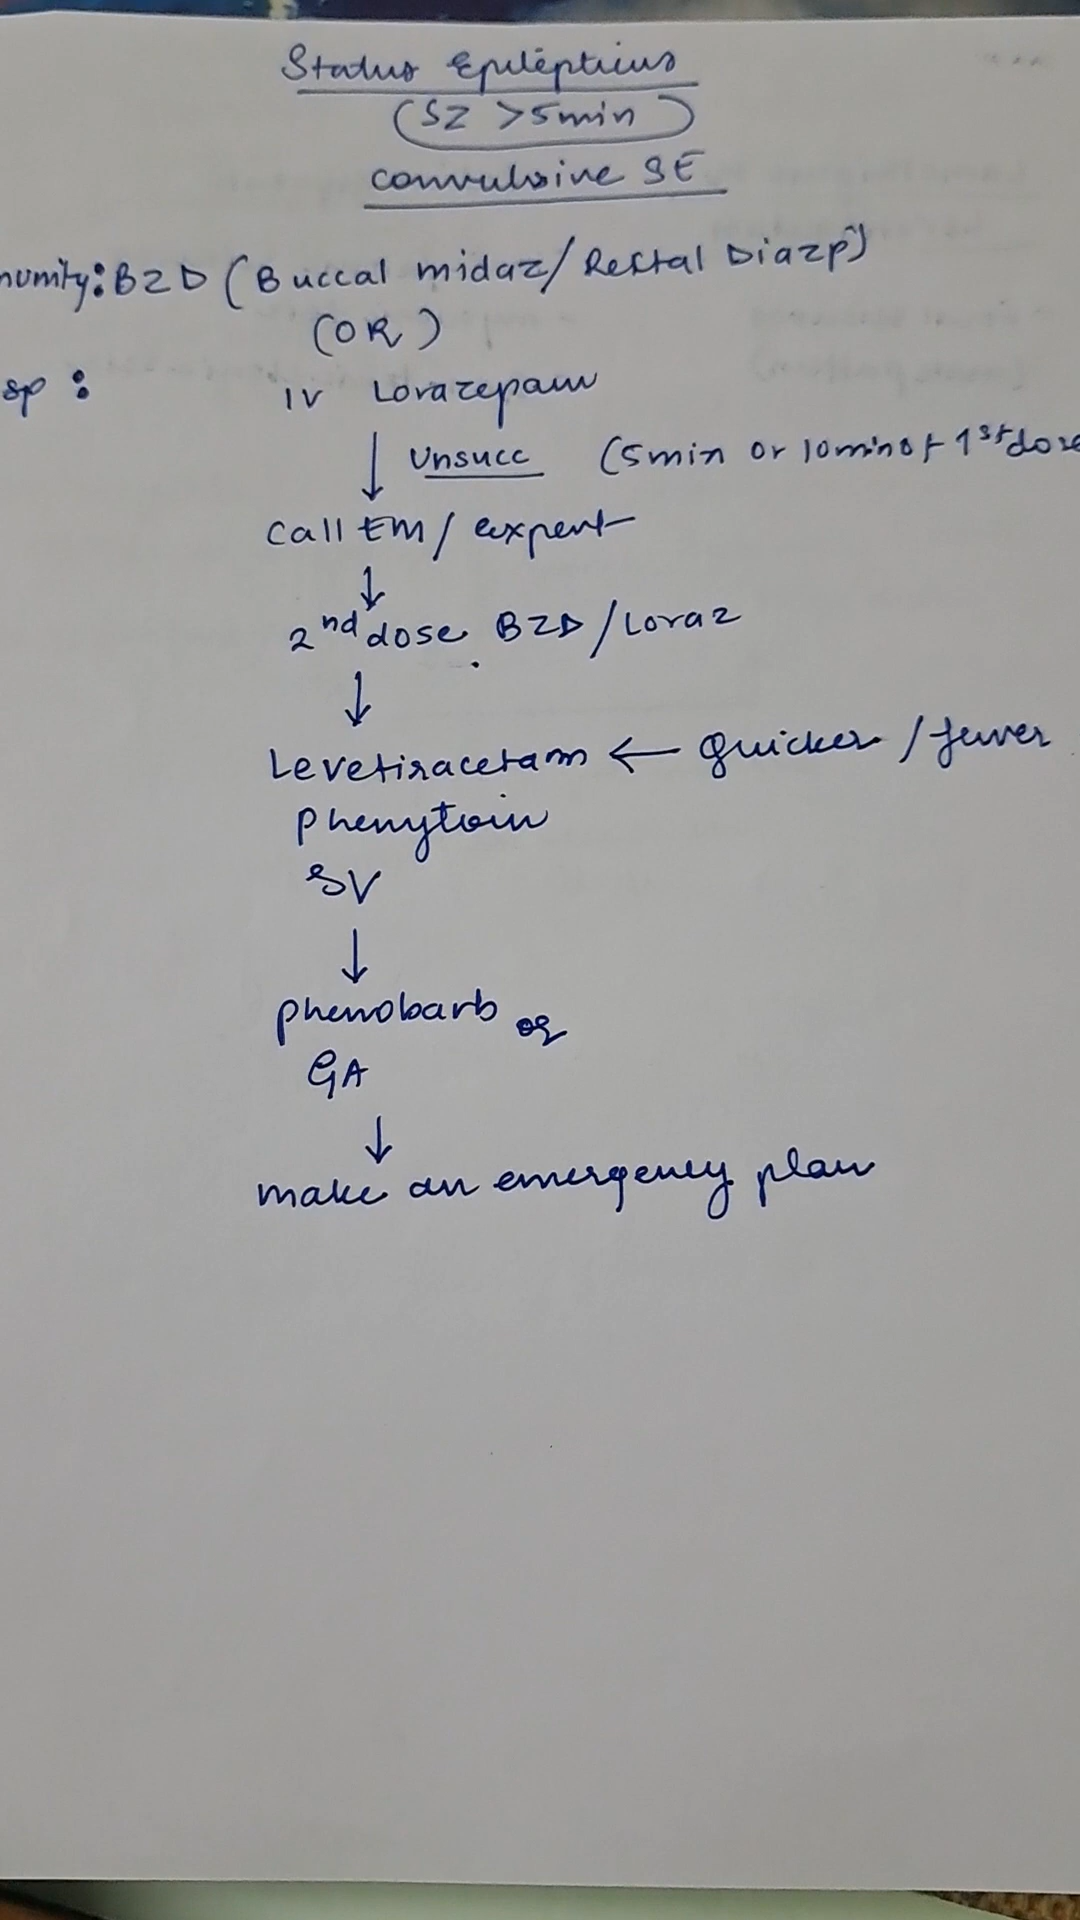 Status Epilepticus
(SZ >5min)
convulsive SE
munity: BZD (Buccal midaz/Rectal Diazp)
(OR)
sp : IV Lorazepam
↓ Unsucc (5min or 10min of 1st dose
call EM/ expert
↓
2nd dose BZD/Loraz
↓
Levetiracetam ← quicker /fewer
phenytoin
SV
↓
phenobarb or
GA
↓
make an emergency plan